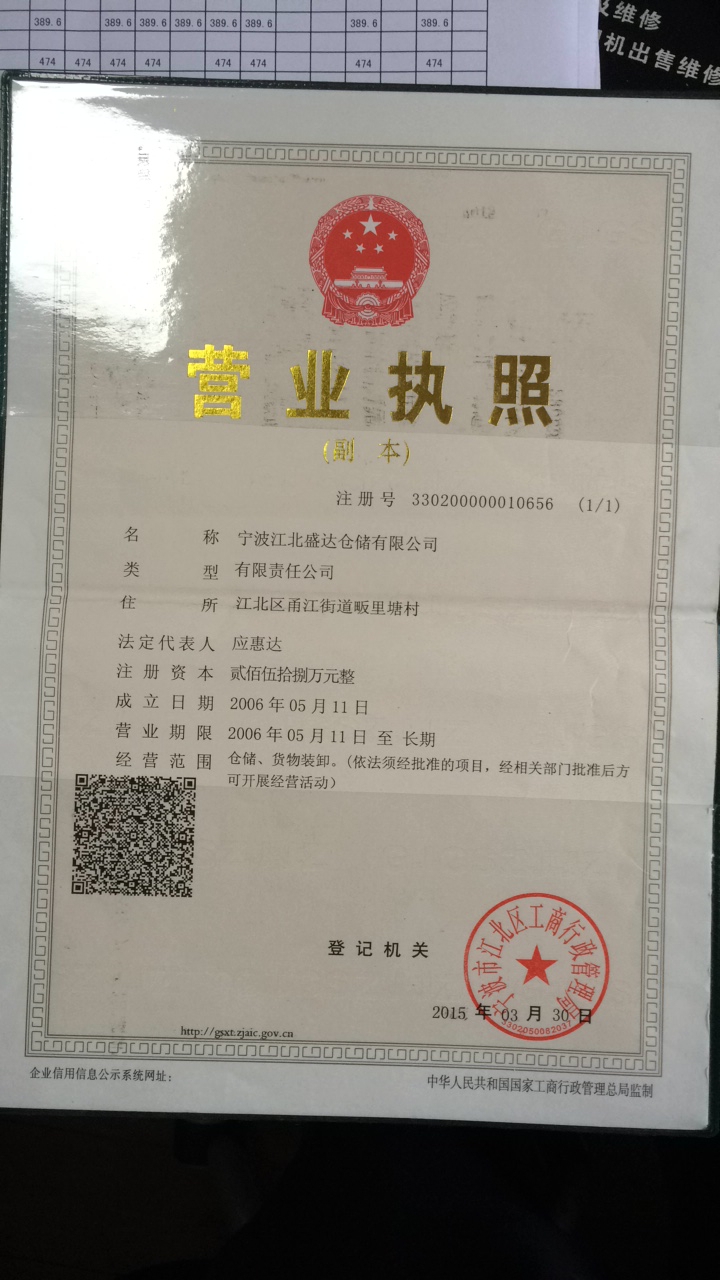 389.6 389.6 389.6 389.6 389.6 389.6 389.6 389.6
474 474 474 474 474 474 474 474
维修
机出售维修
营业执照
(副 本)
注册号 330200000010656 (1/1)
名 称 宁波江北盛达仓储有限公司
类 型 有限责任公司
住 所 江北区甬江街道畈里塘村
法定代表人 应惠达
注册资本 贰佰伍拾捌万元整
成立日期 2006年05月11日
营业期限 2006年05月11日 至 长期
经营范围 仓储、货物装卸。(依法须经批准的项目，经相关部门批准后方
可开展经营活动)
登记机关
宁波市江北区工商行政管理局
2015年03月30日
3302050082037
http://gsxt.zjaic.gov.cn
企业信用信息公示系统网址：
中华人民共和国国家工商行政管理总局监制